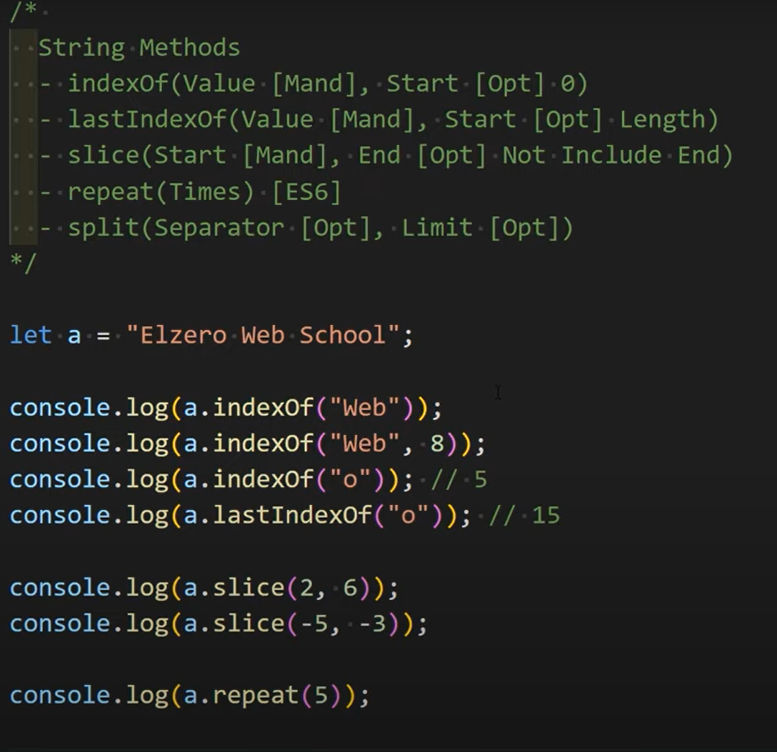 /*
String Methods
- indexOf(Value [Mand], Start [Opt] 0)
- lastIndexOf(Value [Mand], Start [Opt] Length)
- slice(Start [Mand], End [Opt] Not Include End)
- repeat(Times) [ES6]
- split(Separator [Opt], Limit [Opt])
*/
let a = "Elzero Web School";
console.log(a.indexOf("Web"));
console.log(a.indexOf("Web", 8));
console.log(a.indexOf("o")); // 5
console.log(a.lastIndexOf("o")); // 15
console.log(a.slice(2, 6));
console.log(a.slice(-5, -3));
console.log(a.repeat(5));